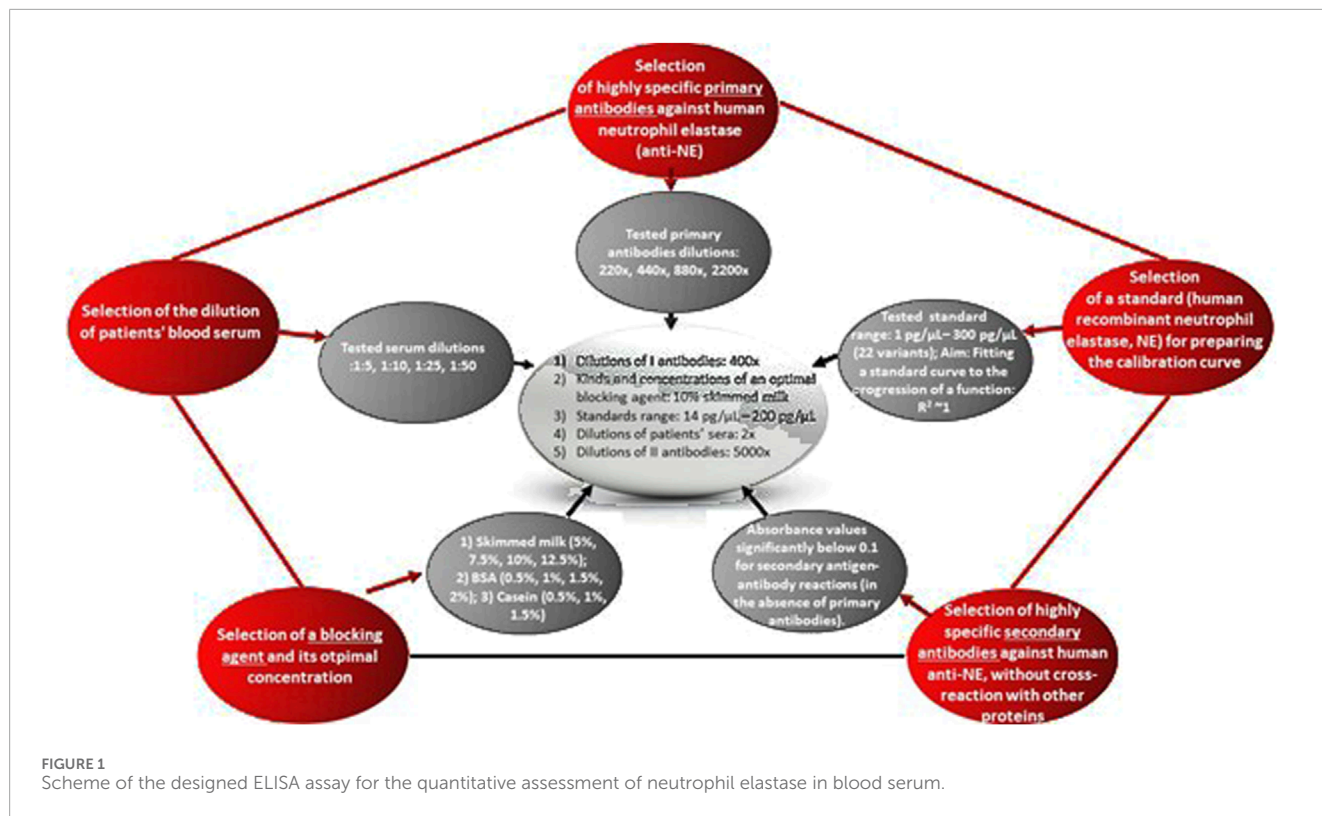 Selection
of highly specific primary
antibodies against human
neutrophil elastase
(anti-NE)
Tested primary
antibodies dilutions:
220x, 440x, 880x, 2200x
Selection of the dilution
of patients' blood serum
Tested serum dilutions
:1:5, 1:10, 1:25, 1:50
Selection
of a standard (human
recombinant neutrophil
elastase, NE) for preparing
the calibration curve
Tested standard
range: 1 pg/µL– 300 pg/µL
(22 variants); Aim: Fitting
a standard curve to the
progression of a function:
R² ~1
1) Dilutions of I antibodies: 400x
2) Kinds and concentrations of an optimal
blocking agent: 10% skimmed milk
3) Standards range: 14 pg/µL–200 pg/µL
4) Dilutions of patients' sera: 2x
5) Dilutions of II antibodies: 5000x
1) Skimmed milk (5%,
7.5%, 10%, 12.5%);
2) BSA (0.5%, 1%, 1.5%,
2%); 3) Casein (0.5%, 1%,
1.5%)
Absorbance values
significantly below 0.1
for secondary antigen-
antibody reactions (in
the absence of primary
antibodies).
Selection of a blocking
agent and its otpimal
concentration
Selection of highly
specific secondary
antibodies against human
anti-NE, without cross-
reaction with other
proteins
FIGURE 1
Scheme of the designed ELISA assay for the quantitative assessment of neutrophil elastase in blood serum.